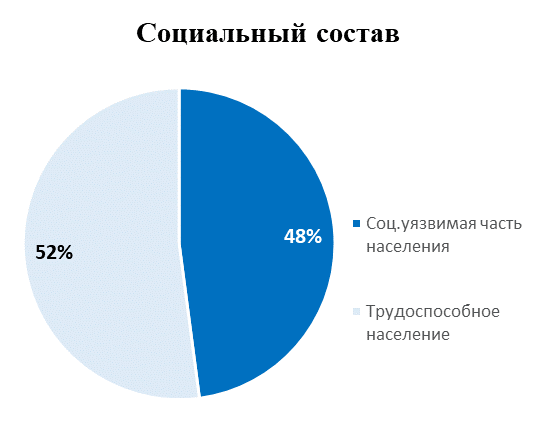 Социальный состав
52%
48%
Соц.уязвимая часть
населения
Трудоспособное
население